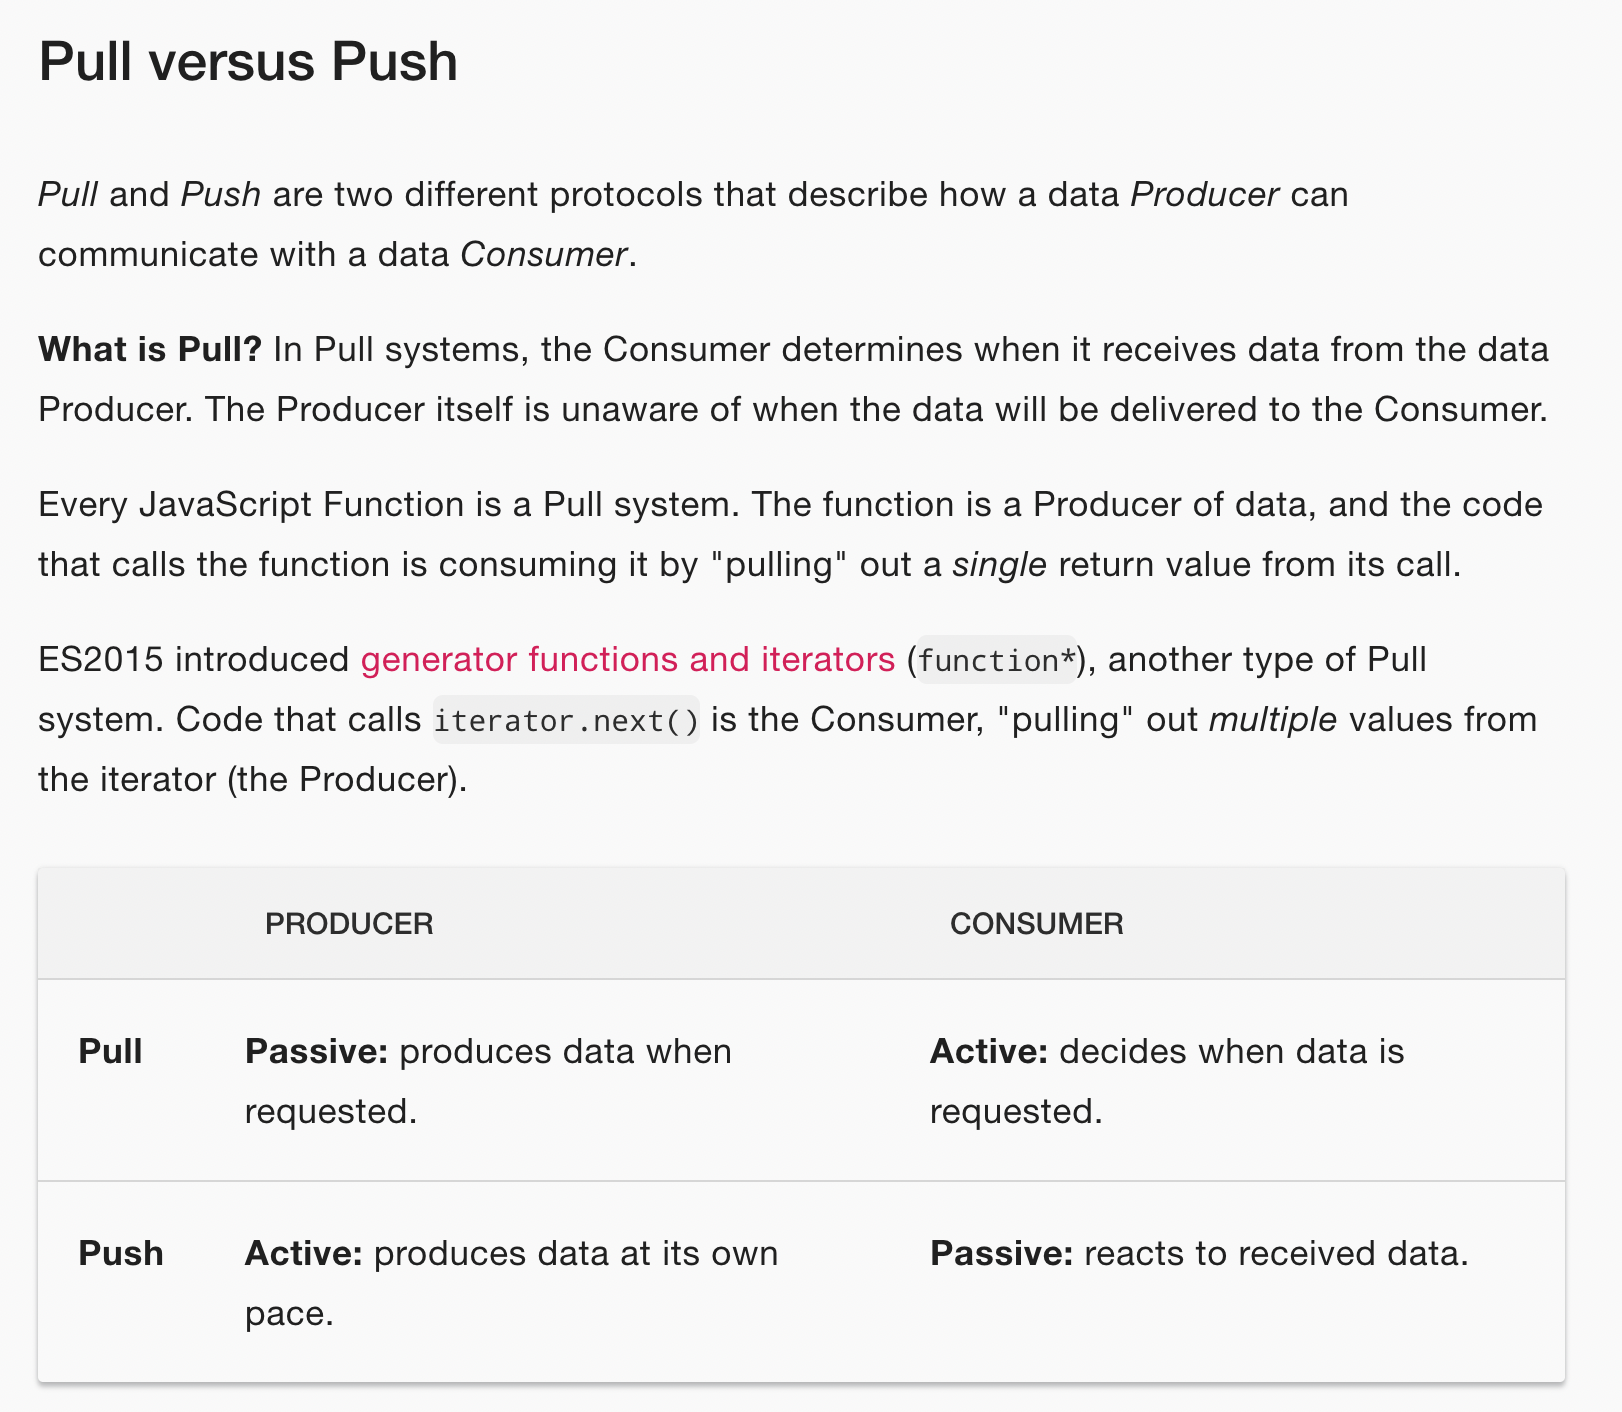 Pull versus Push
Pull and Push are two different protocols that describe how a data Producer can
communicate with a data Consumer.
What is Pull? In Pull systems, the Consumer determines when it receives data from the data
Producer. The Producer itself is unaware of when the data will be delivered to the Consumer.
Every JavaScript Function is a Pull system. The function is a Producer of data, and the code
that calls the function is consuming it by "pulling" out a single return value from its call.
ES2015 introduced generator functions and iterators (function*), another type of Pull
system. Code that calls iterator.next() is the Consumer, "pulling" out multiple values from
the iterator (the Producer).
PRODUCER CONSUMER
Pull Passive: produces data when Active: decides when data is
requested. requested.
Push Active: produces data at its own Passive: reacts to received data.
pace.